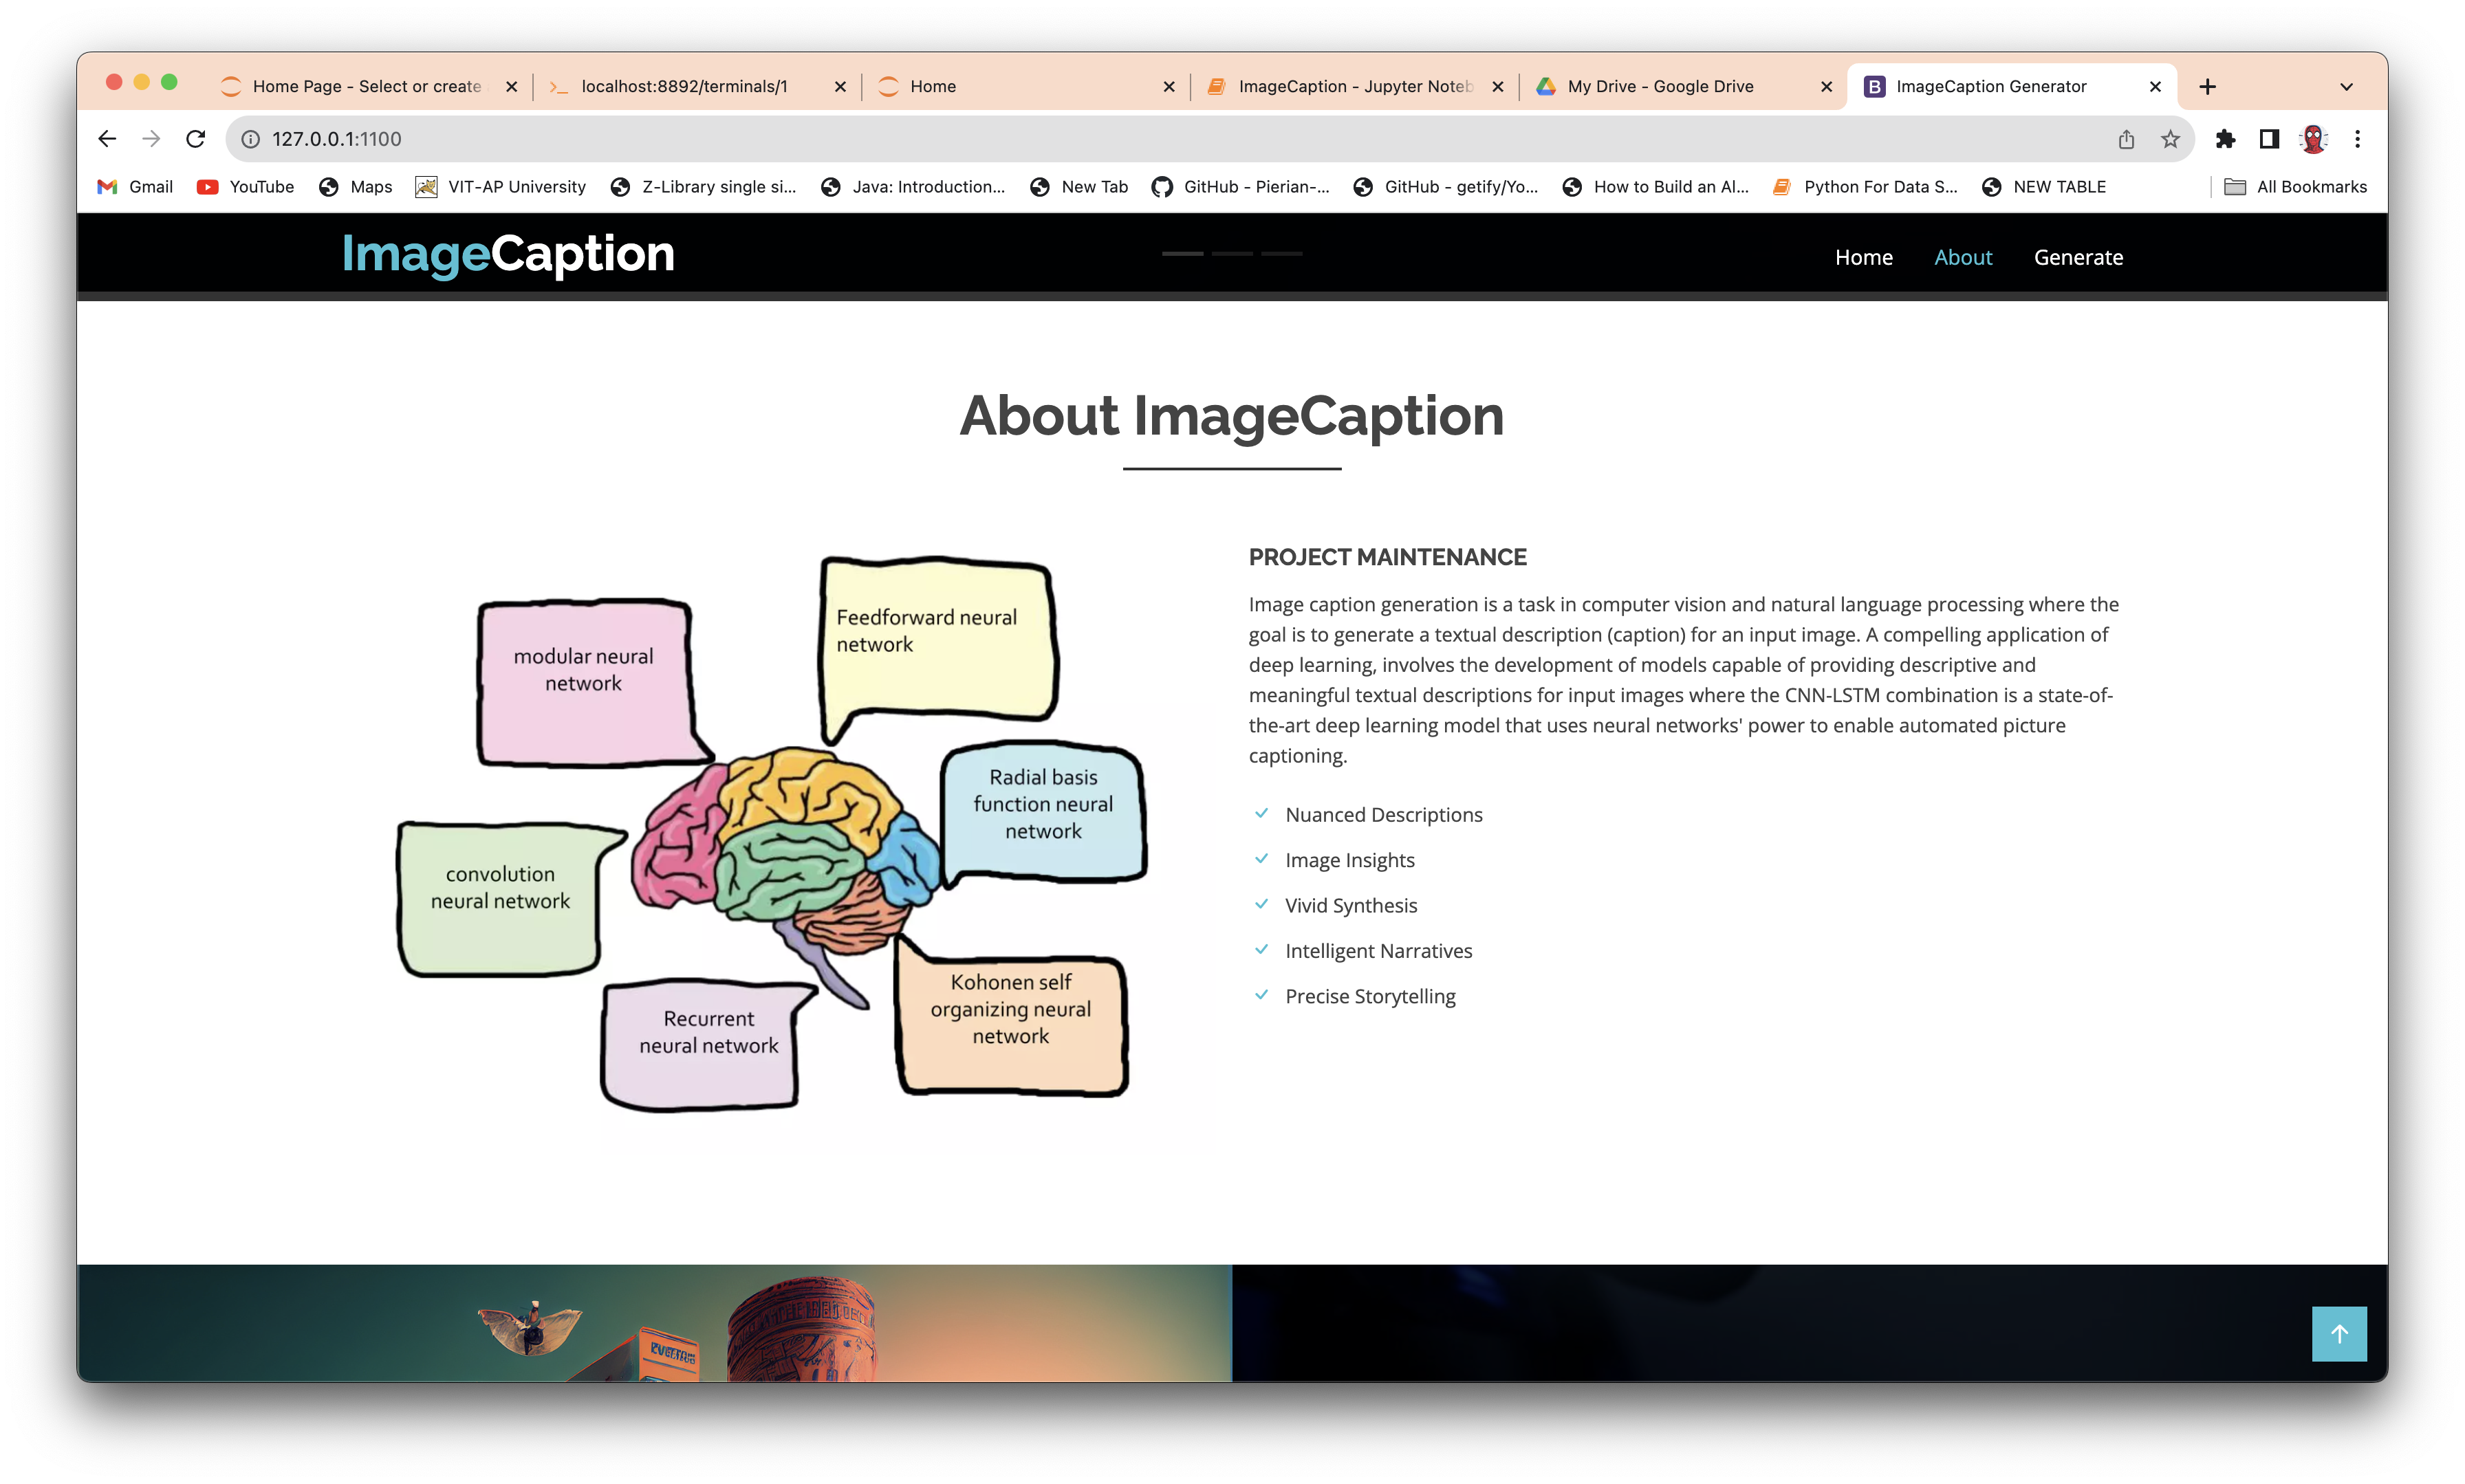 Home Page - Select or create
localhost:8892/terminals/1
Home
ImageCaption - Jupyter Noteb
My Drive - Google Drive
ImageCaption Generator
127.0.0.1:1100
Gmail
YouTube
Maps
VIT-AP University
Z-Library single si...
Java: Introduction...
New Tab
GitHub - Pierian-...
GitHub - getify/Yo...
How to Build an AI...
Python For Data S...
NEW TABLE
All Bookmarks
ImageCaption
Home
About
Generate
About ImageCaption
modular neural
network
Feedforward neural
network
Radial basis
function neural
network
convolution
neural network
Kohonen self
organizing neural
network
Recurrent
neural network
PROJECT MAINTENANCE
Image caption generation is a task in computer vision and natural language processing where the
goal is to generate a textual description (caption) for an input image. A compelling application of
deep learning, involves the development of models capable of providing descriptive and
meaningful textual descriptions for input images where the CNN-LSTM combination is a state-of-
the-art deep learning model that uses neural networks' power to enable automated picture
captioning.
Nuanced Descriptions
Image Insights
Vivid Synthesis
Intelligent Narratives
Precise Storytelling